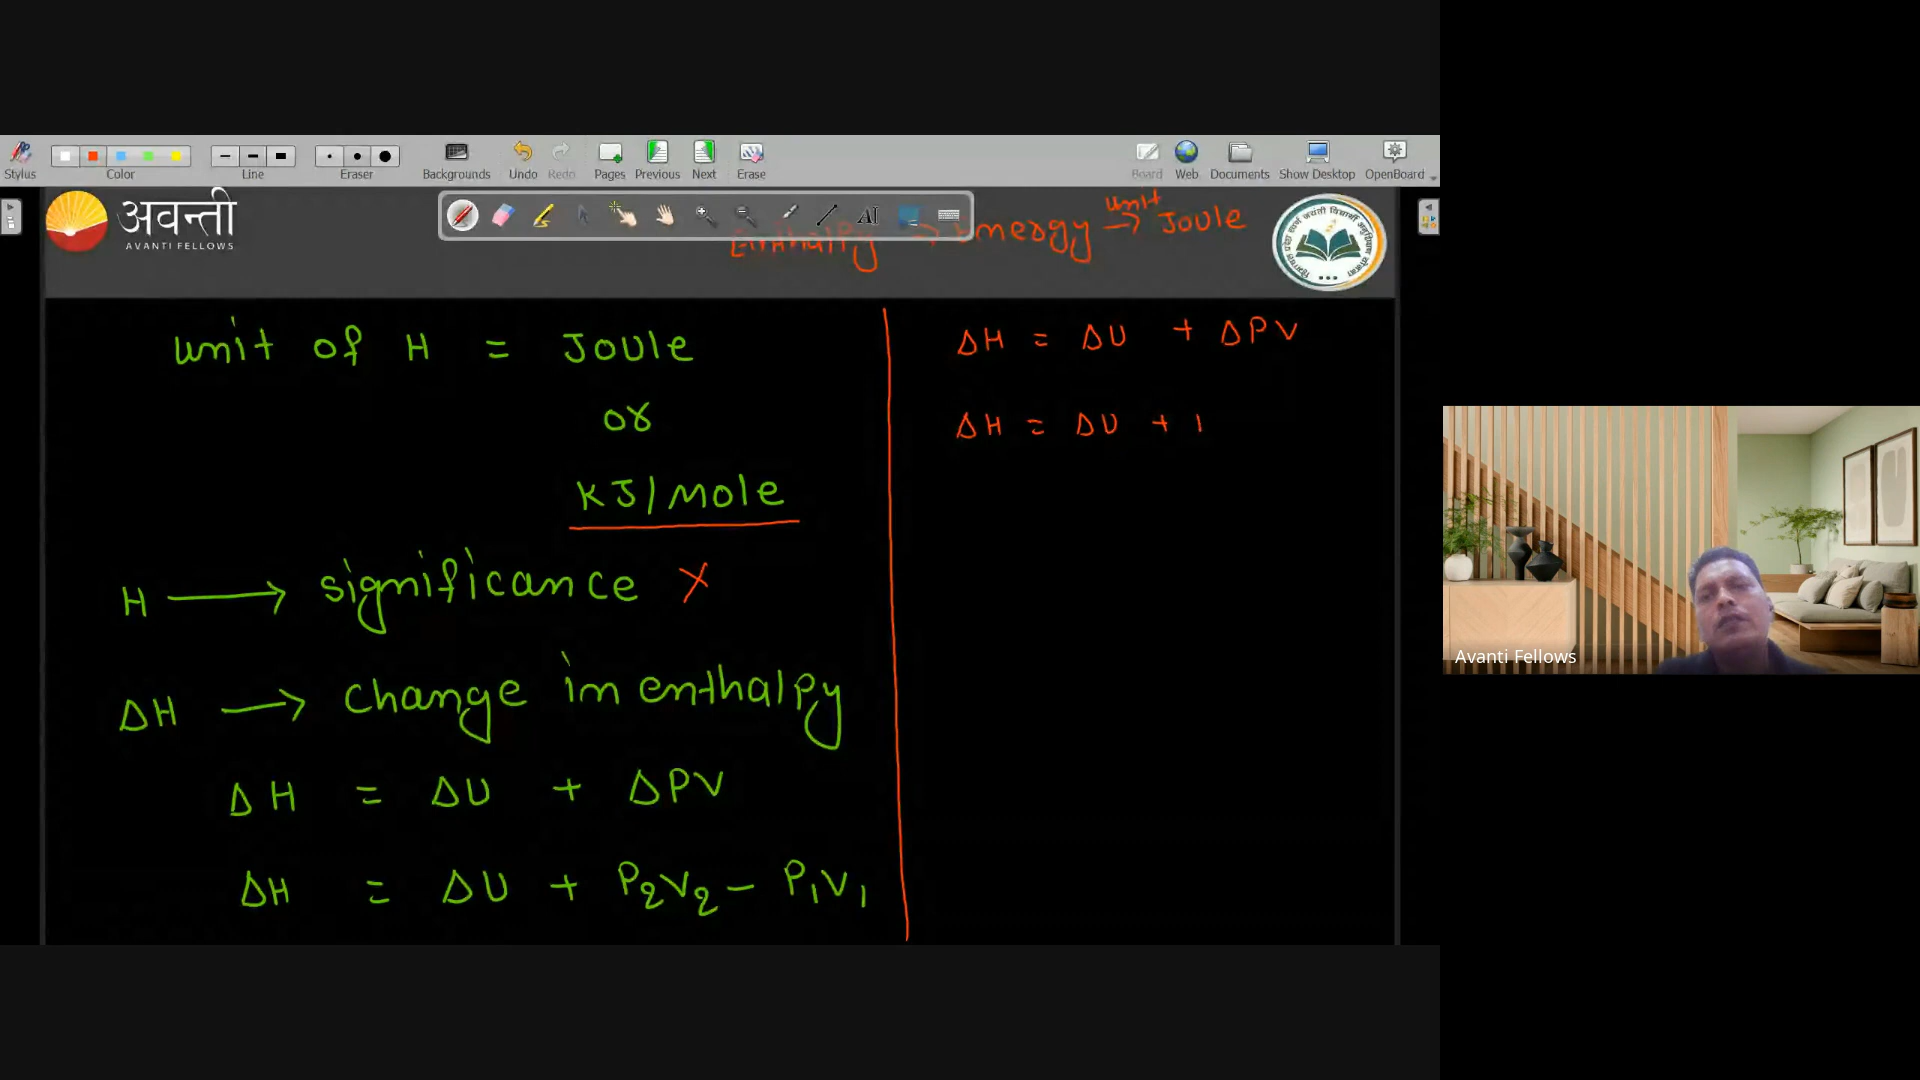 Stylus
Color
Line
Eraser
Backgrounds
Undo
Redo
Pages
Previous
Next
Erase
Board
Web
Documents
Show Desktop
OpenBoard
अवन्ती
AVANTI FELLOWS
Enthalpy → Energy unit→ Joule
unit of H = Joule
or
KJ/mole
H → significance X
ΔH → change in enthalpy
ΔH = ΔU + ΔPV
ΔH = ΔU + P₂V₂ - P₁V₁
ΔH = ΔU + ΔPV
ΔH = ΔU + 1
Avanti Fellows